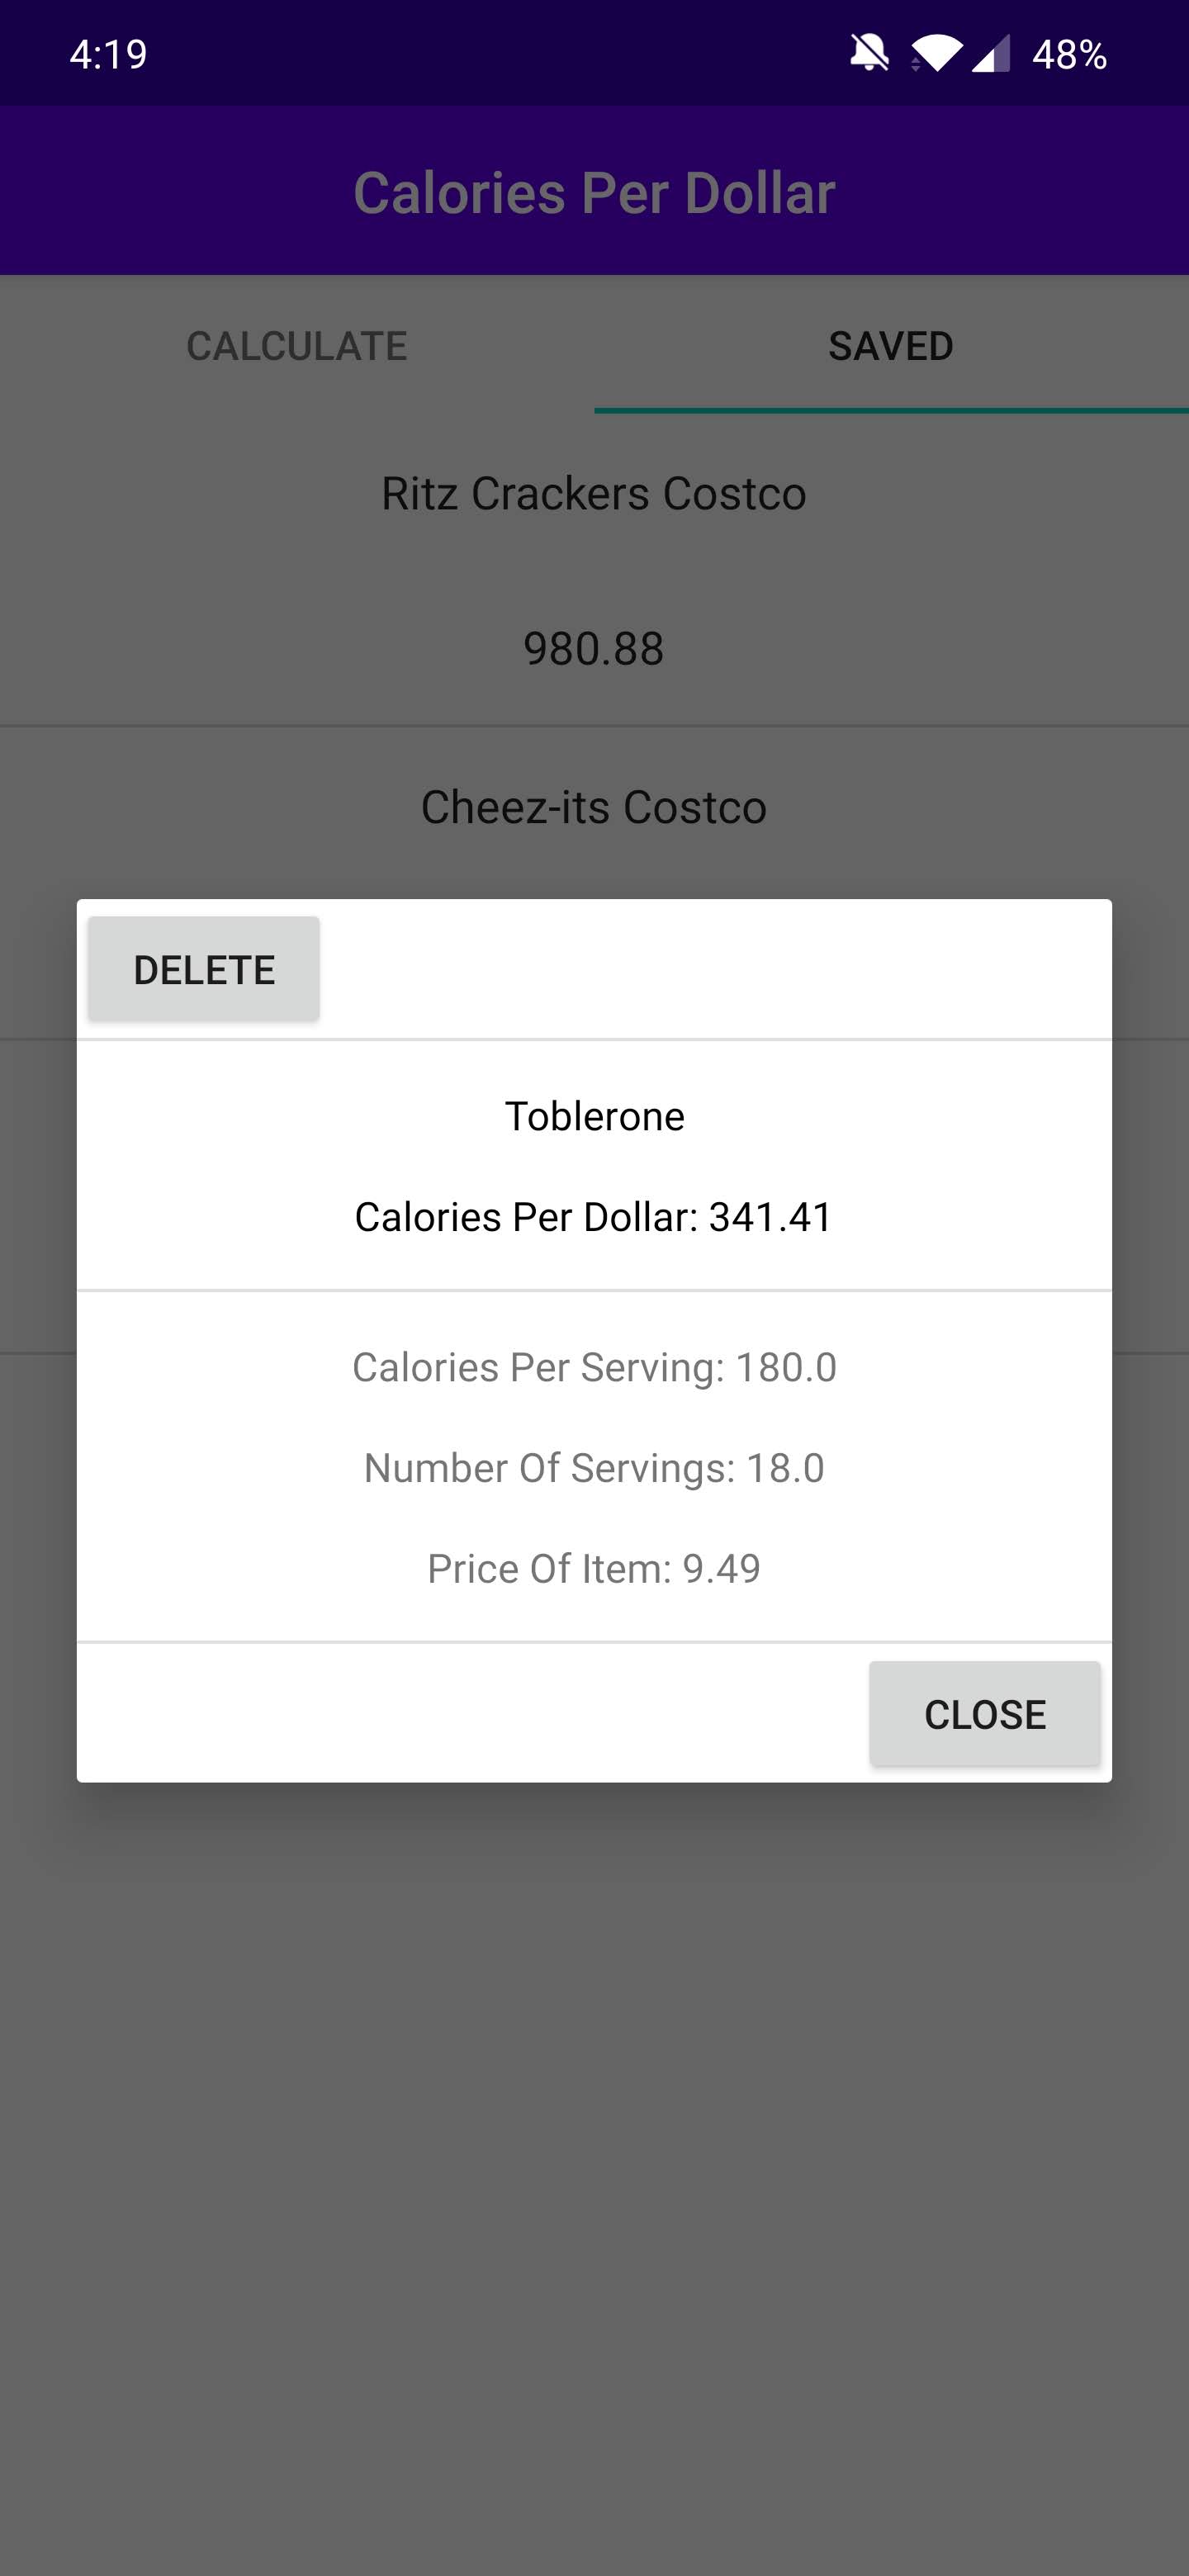 4:19 48%
Calories Per Dollar
CALCULATE SAVED
Ritz Crackers Costco
980.88
Cheez-its Costco
DELETE
Toblerone
Calories Per Dollar: 341.41
Calories Per Serving: 180.0
Number Of Servings: 18.0
Price Of Item: 9.49
CLOSE